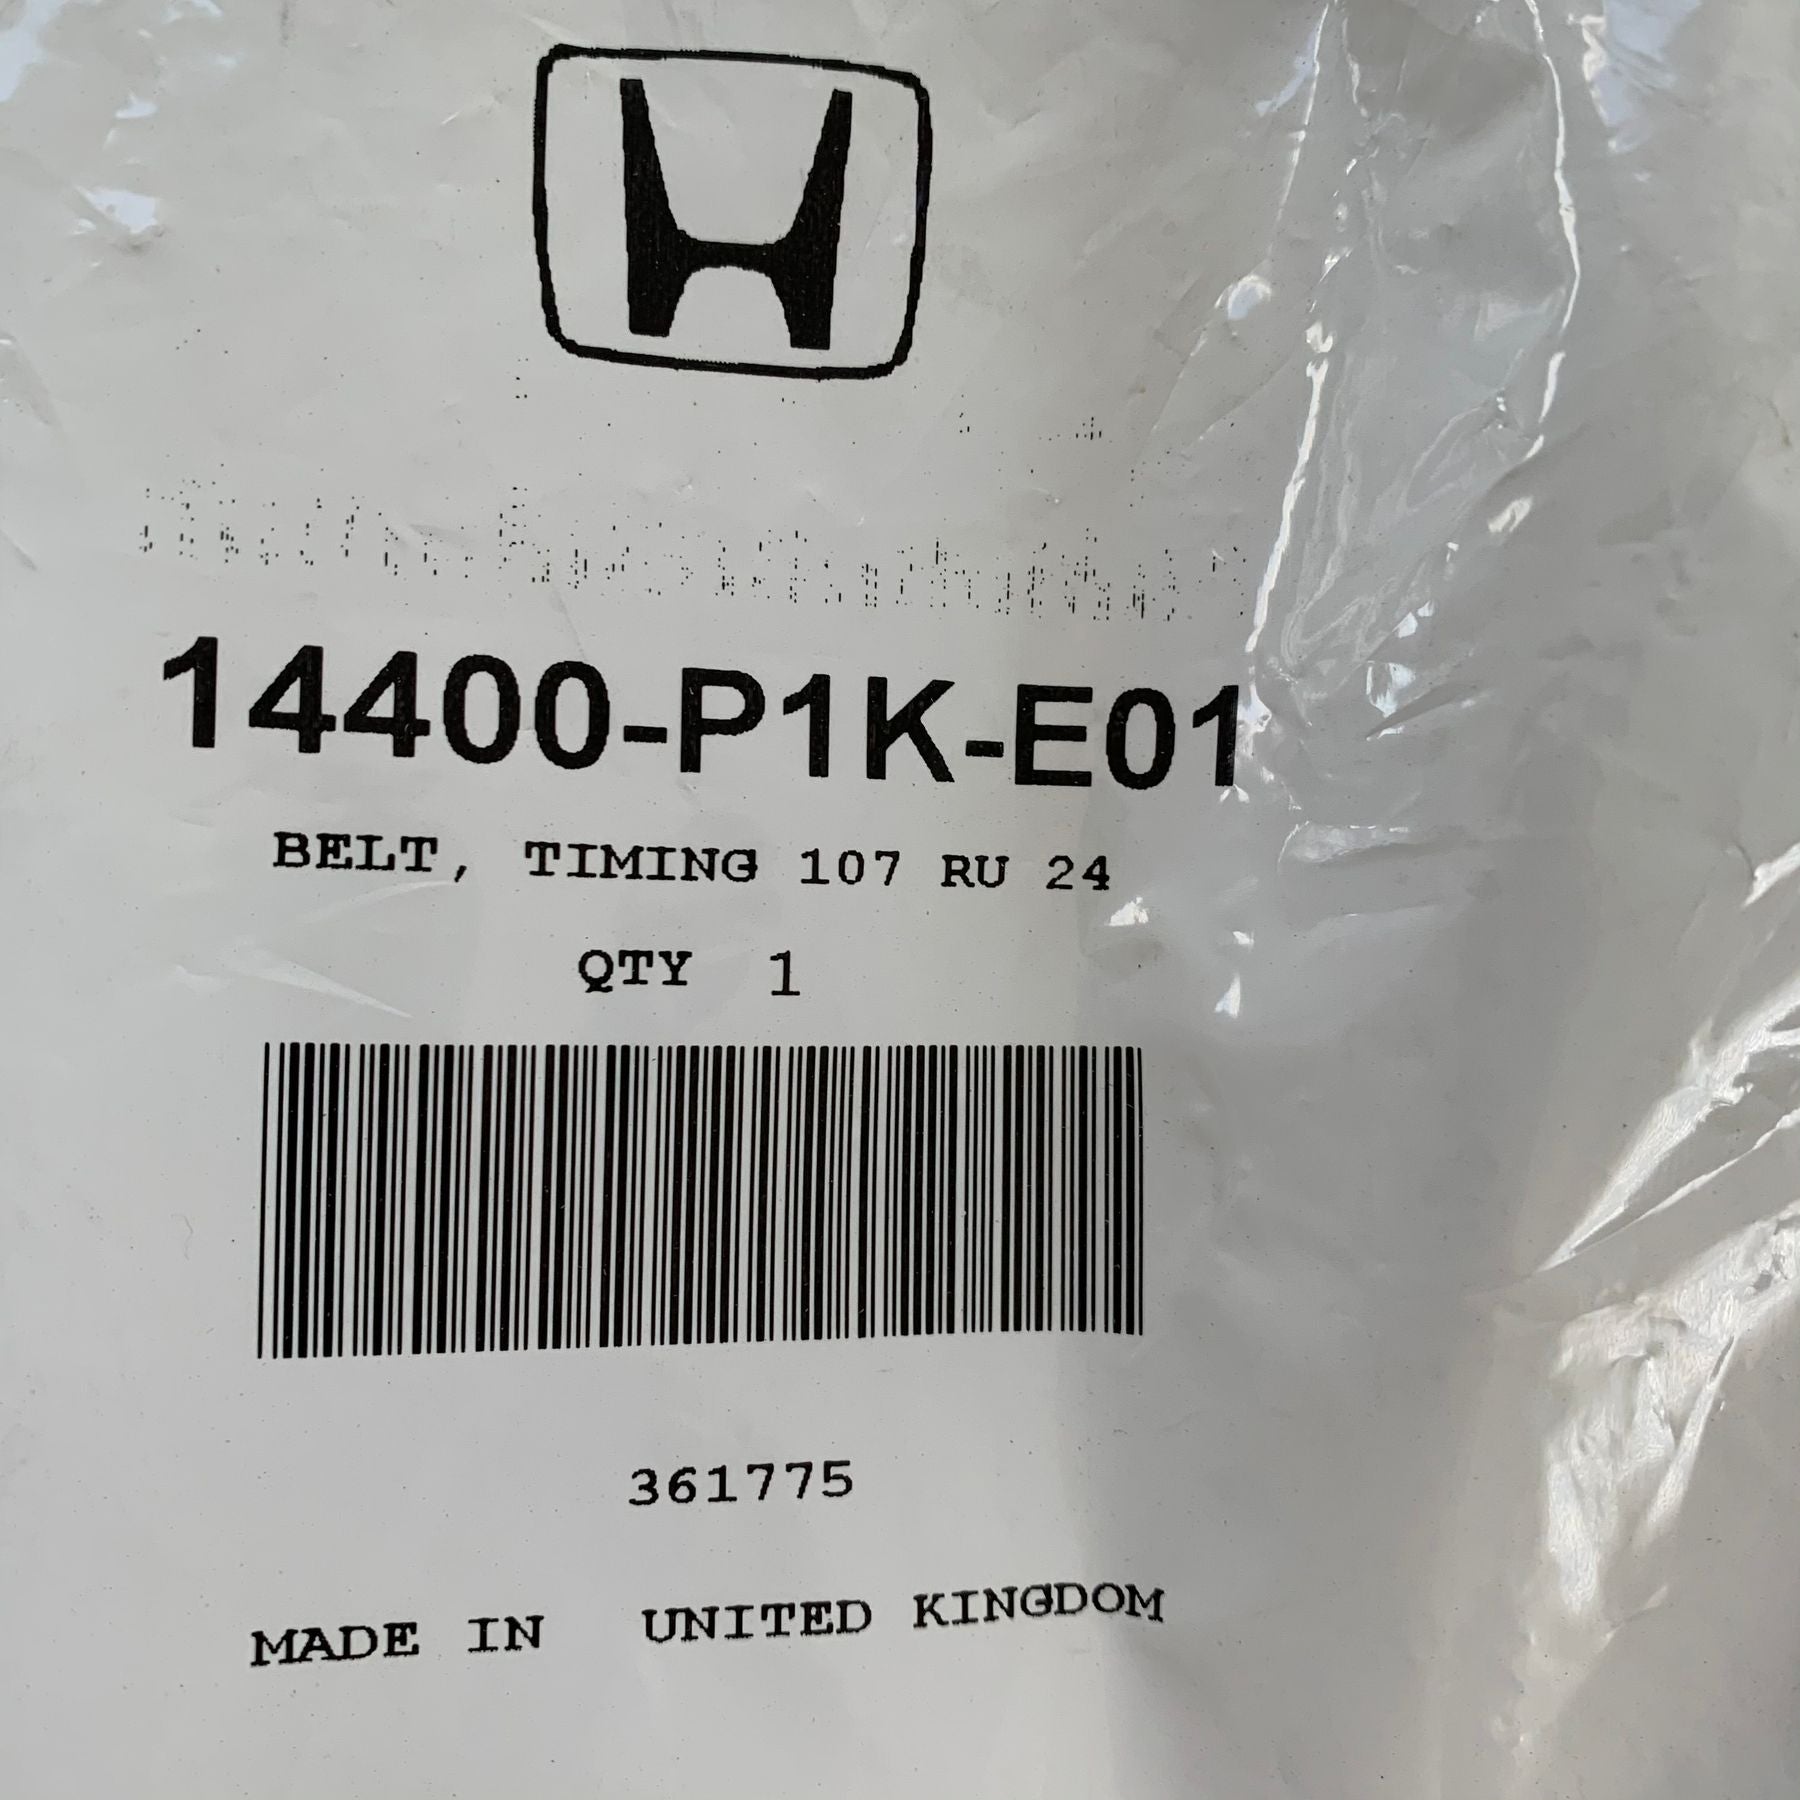 14400-P1K-E01
BELT, TIMING 107 RU 24
QTY 1
361775
MADE IN UNITED KINGDOM